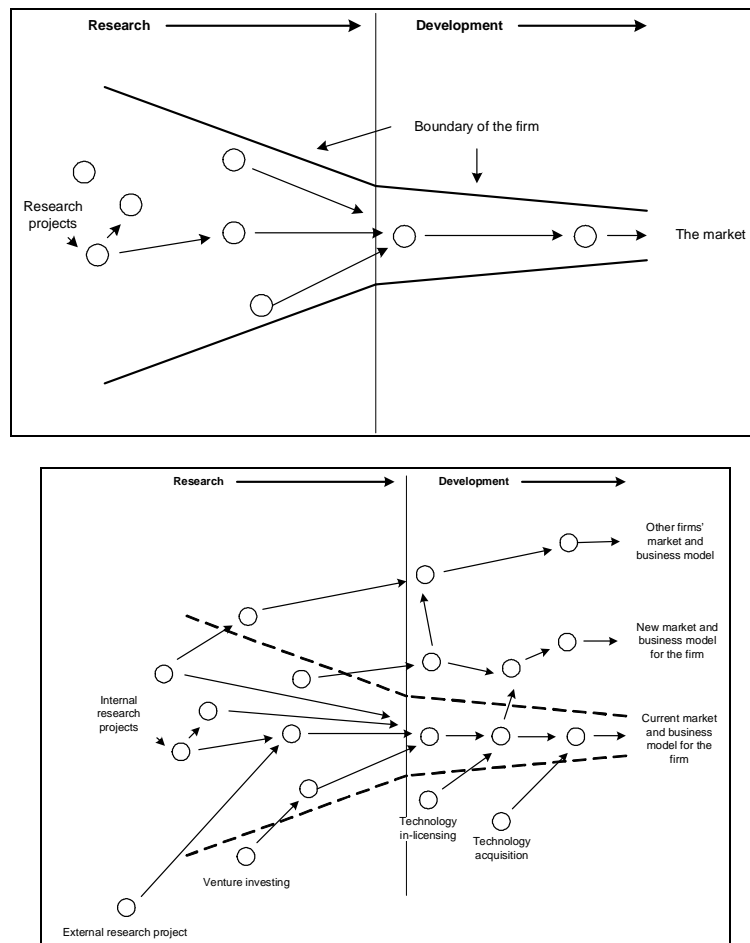 Research
Development
Boundary of the firm
Research
projects
The market
Research
Development
Other firms'
market and
business model
New market and
business model
for the firm
Internal
research
projects
Current market
and business
model for the
firm
Technology
in-licensing
Technology
acquisition
Venture investing
External research project